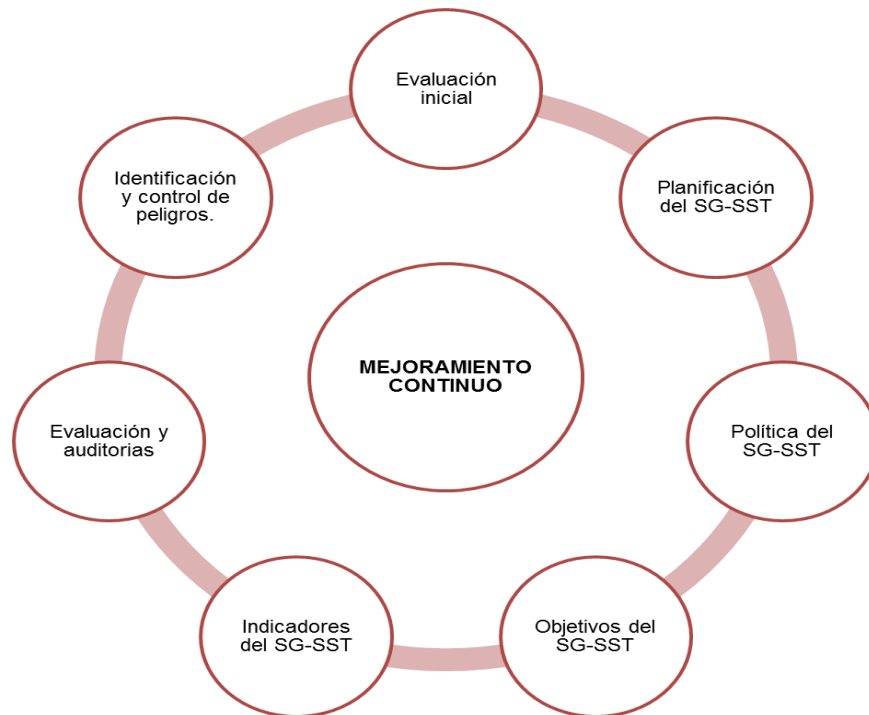 Evaluación
inicial
Planificación
del SG-SST
Política del
SG-SST
Objetivos del
SG-SST
Indicadores
del SG-SST
Evaluación y
auditorias
Identificación
y control de
peligros.
MEJORAMIENTO
CONTINUO